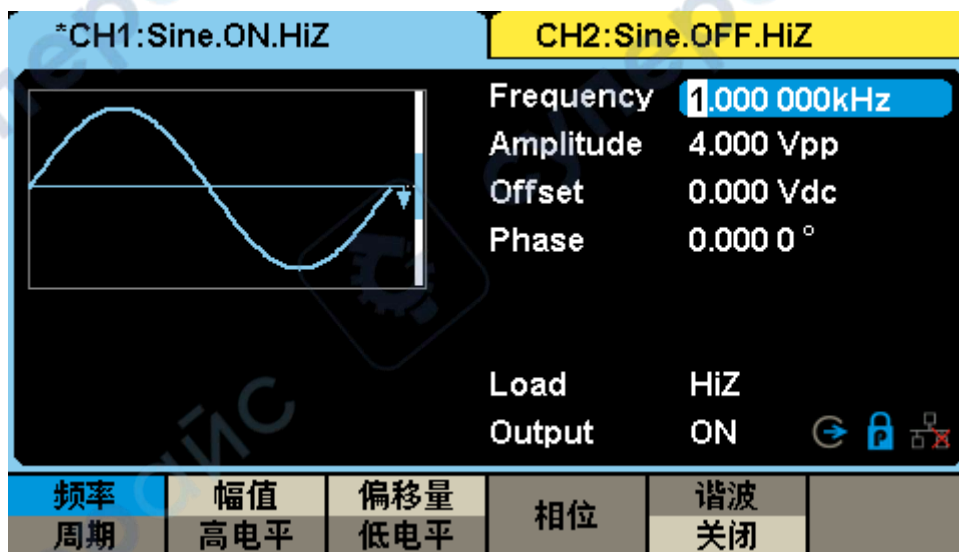 *CH1:Sine.ON.HiZ
CH2:Sine.OFF.HiZ
Frequency 1.000 000kHz
Amplitude 4.000 Vpp
Offset 0.000 Vdc
Phase 0.000 0 °
Load HiZ
Output ON
P
频率 幅值 偏移量 相位 谐波
周期 高电平 低电平 关闭